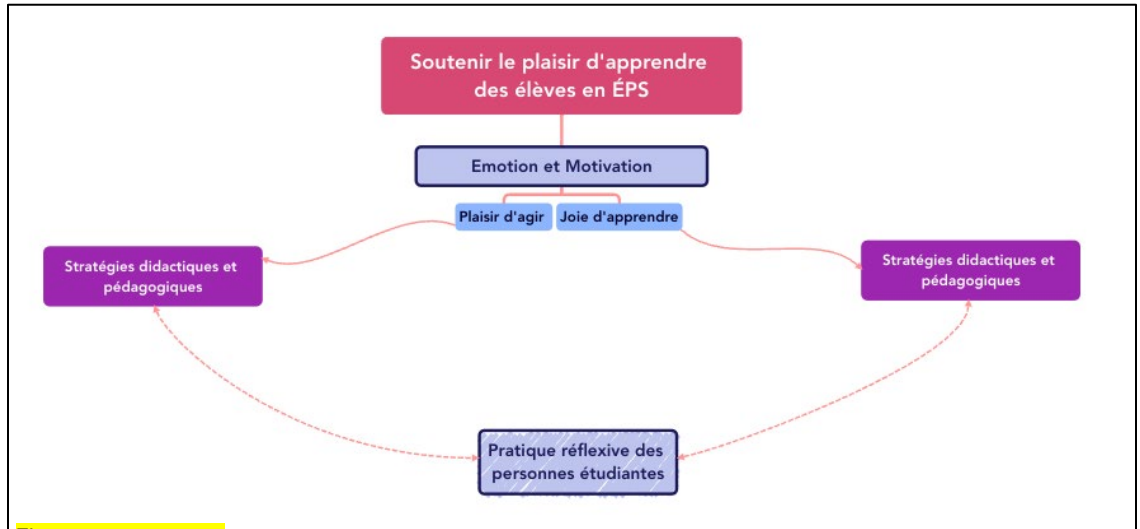 Soutenir le plaisir d'apprendre
des élèves en ÉPS
Emotion et Motivation
Plaisir d'agir
Joie d'apprendre
Stratégies didactiques et
pédagogiques
Stratégies didactiques et
pédagogiques
Pratique réflexive des
personnes étudiantes